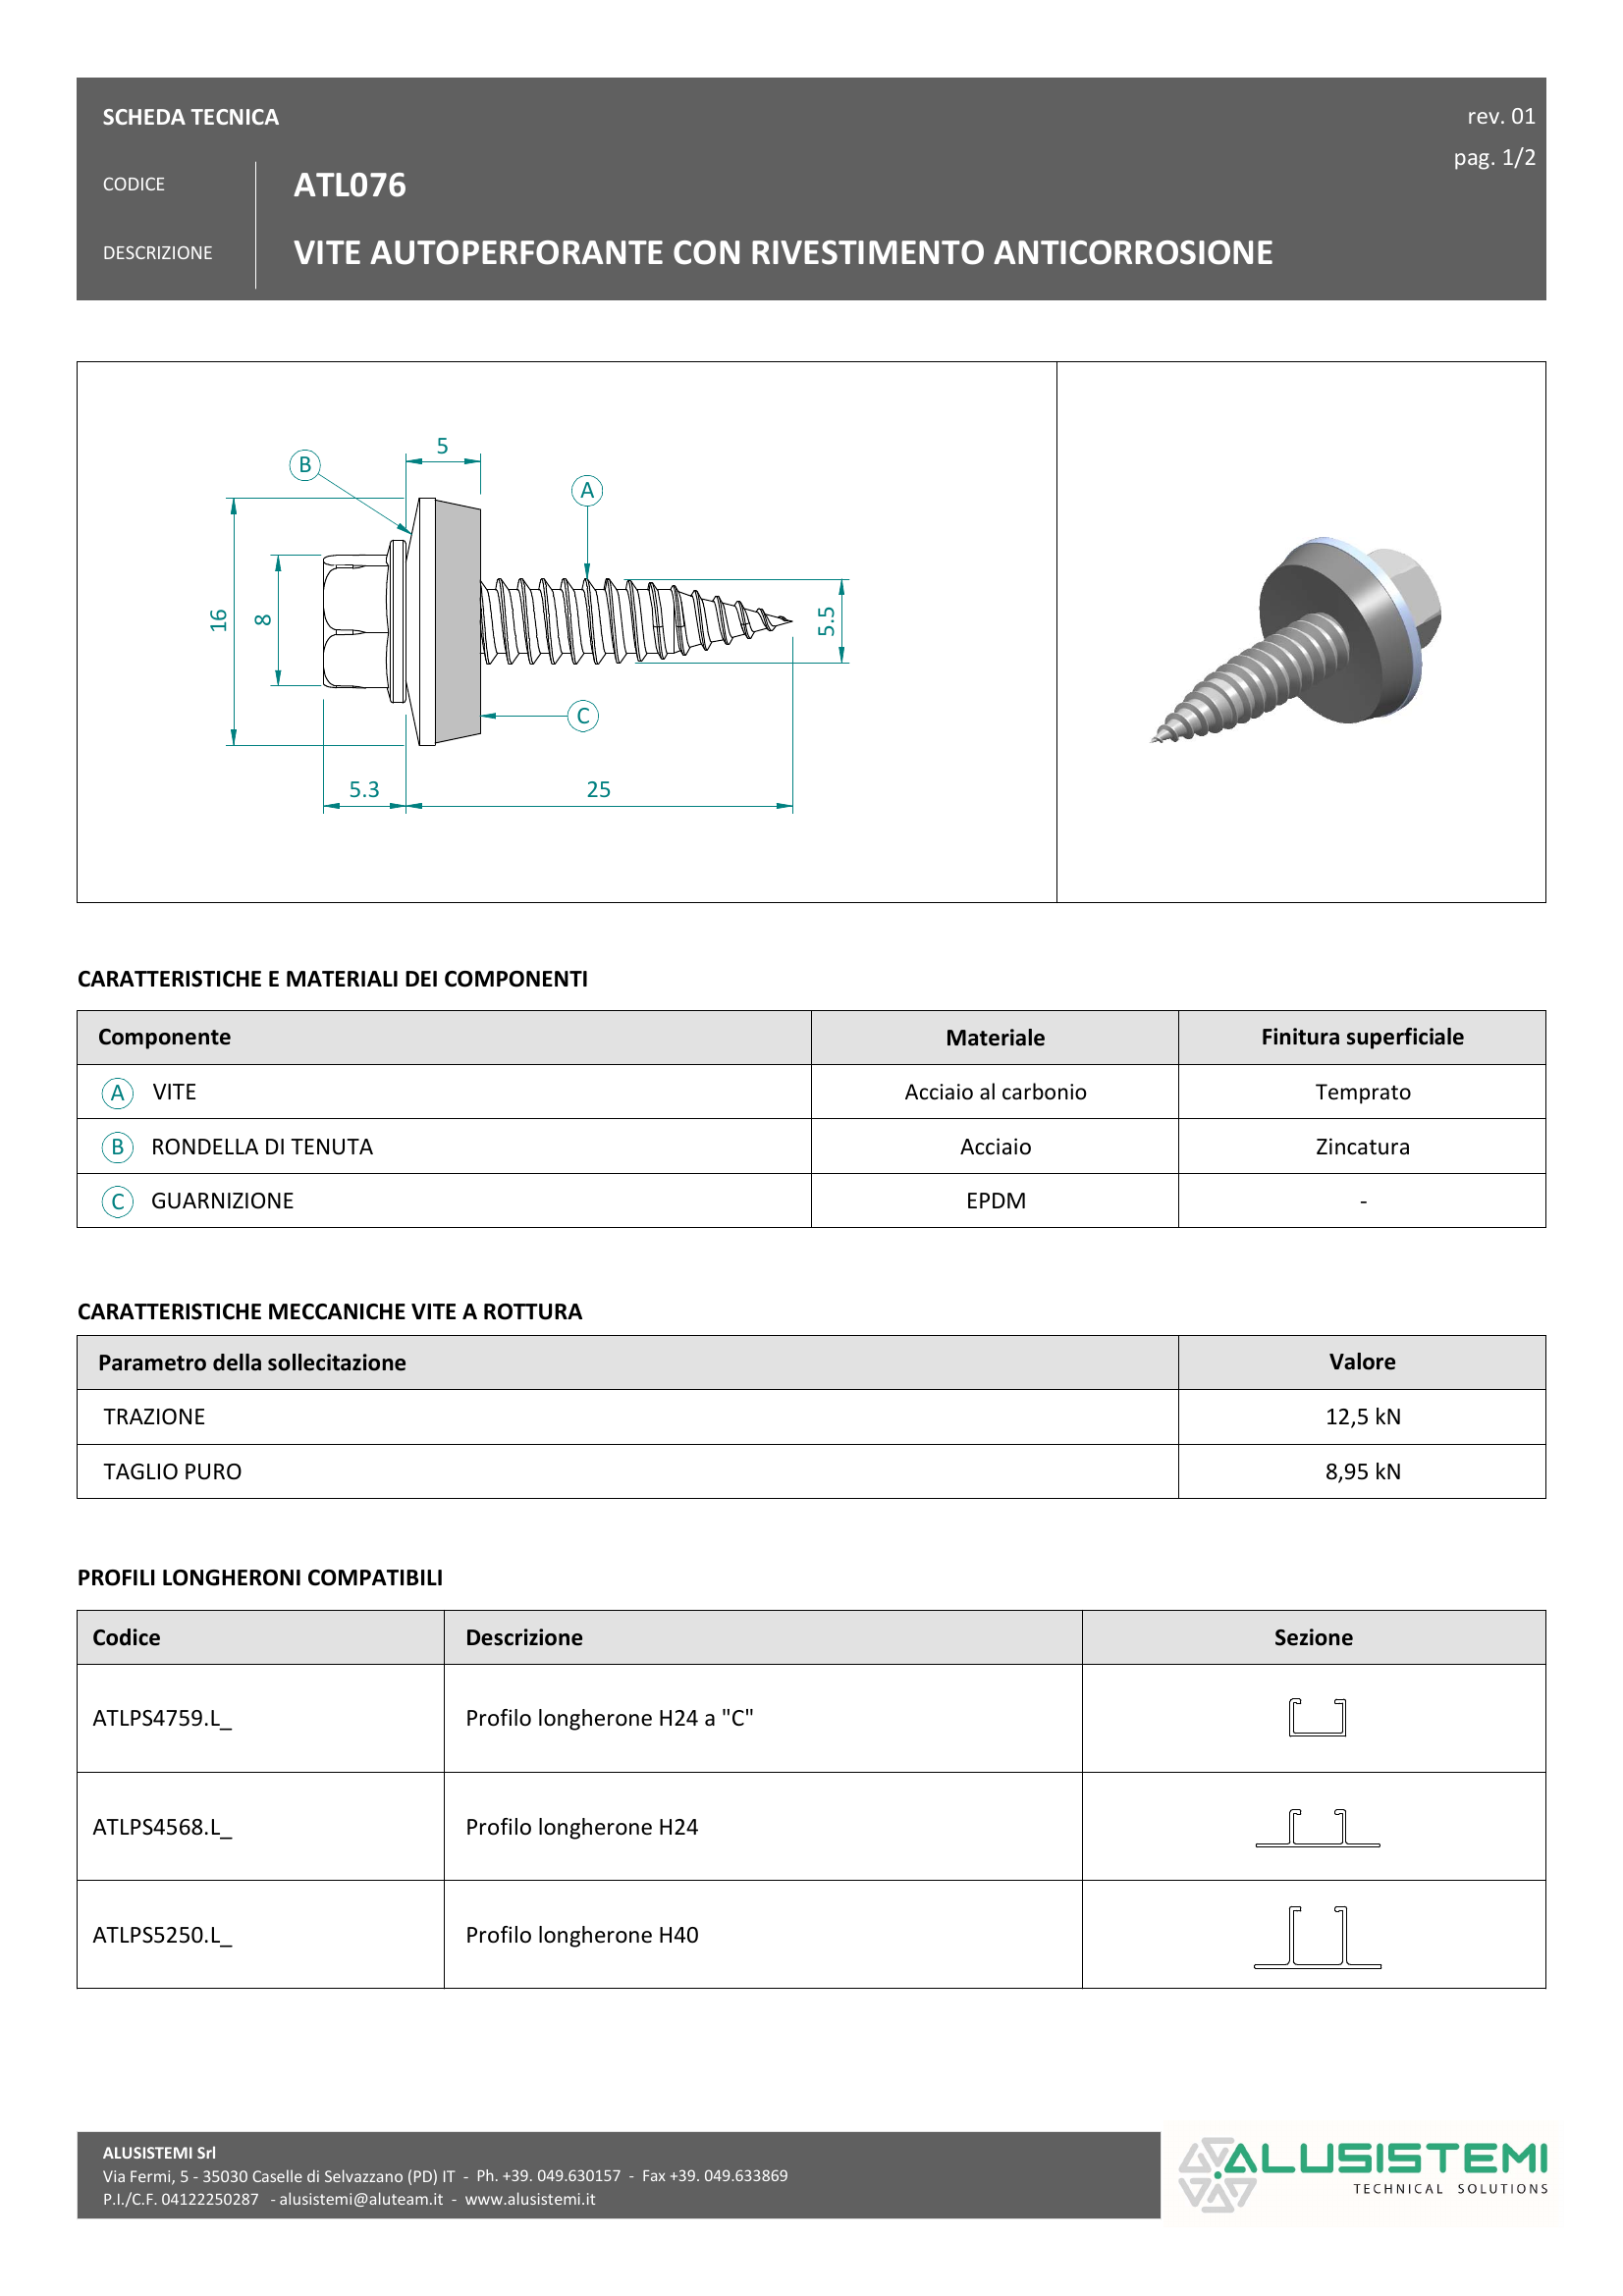 SCHEDA TECNICA
rev. 01
pag. 1/2
CODICE
ATL076
DESCRIZIONE
VITE AUTOPERFORANTE CON RIVESTIMENTO ANTICORROSIONE
5
B
A
16
8
5.5
C
5.3
25
CARATTERISTICHE E MATERIALI DEI COMPONENTI
Componente Materiale Finitura superficiale
A VITE Acciaio al carbonio Temprato
B RONDELLA DI TENUTA Acciaio Zincatura
C GUARNIZIONE EPDM -
CARATTERISTICHE MECCANICHE VITE A ROTTURA
Parametro della sollecitazione Valore
TRAZIONE 12,5 kN
TAGLIO PURO 8,95 kN
PROFILI LONGHERONI COMPATIBILI
Codice Descrizione Sezione
ATLPS4759.L_ Profilo longherone H24 a "C"
ATLPS4568.L_ Profilo longherone H24
ATLPS5250.L_ Profilo longherone H40
ALUSISTEMI Srl
Via Fermi, 5 - 35030 Caselle di Selvazzano (PD) IT - Ph. +39. 049.630157 - Fax +39. 049.633869
P.I./C.F. 04122250287 - alusistemi@aluteam.it - www.alusistemi.it
ALUSISTEMI
TECHNICAL SOLUTIONS